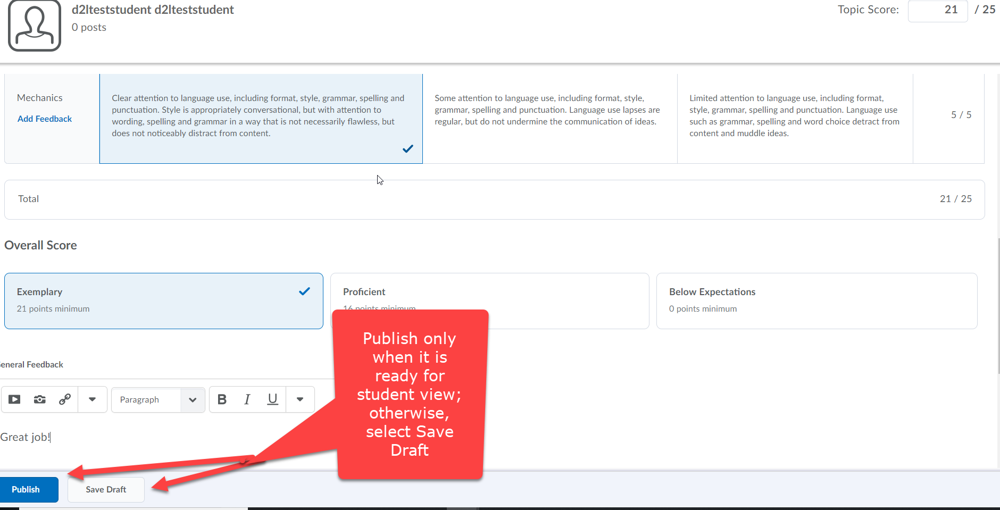 d2lteststudent d2lteststudent
0 posts
Topic Score: 21 / 25
Mechanics
Add Feedback
Clear attention to language use, including format, style, grammar, spelling and
punctuation. Style is appropriately conversational, but with attention to
wording, spelling and grammar in a way that is not necessarily flawless, but
does not noticeably distract from content.
Some attention to language use, including format, style,
grammar, spelling and punctuation. Language use lapses are
regular, but do not undermine the communication of ideas.
Limited attention to language use, including format,
style, grammar, spelling and punctuation. Language use
such as grammar, spelling and word choice detract from
content and muddle ideas.
5 / 5
Total
21 / 25
Overall Score
Exemplary
21 points minimum
Proficient
16 points minimum
Below Expectations
0 points minimum
eneral Feedback
Paragraph
B I U
Great job!
Publish only
when it is
ready for
student view;
otherwise,
select Save
Draft
Publish
Save Draft